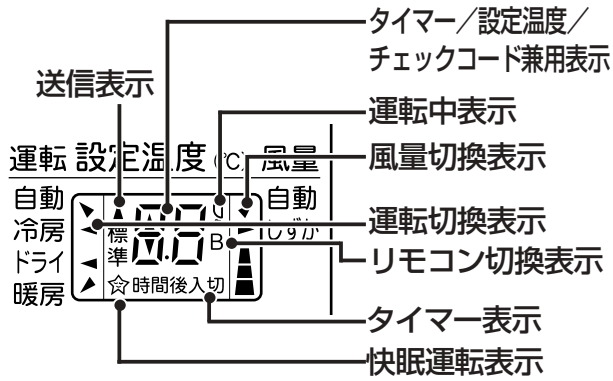 タイマー／設定温度／
チェックコード兼用表示
送信表示
運転中表示
風量切換表示
運転切換表示
リモコン切換表示
タイマー表示
快眠運転表示
運転 設定温度 (℃) 風量
自動
冷房
ドライ
暖房
標準
88
B
時間後入切
自動
しずか